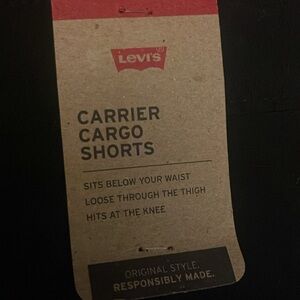 Levi's
CARRIER
CARGO
SHORTS
SITS BELOW YOUR WAIST
LOOSE THROUGH THE THIGH
HITS AT THE KNEE
ORIGINAL STYLE.
RESPONSIBLY MADE.